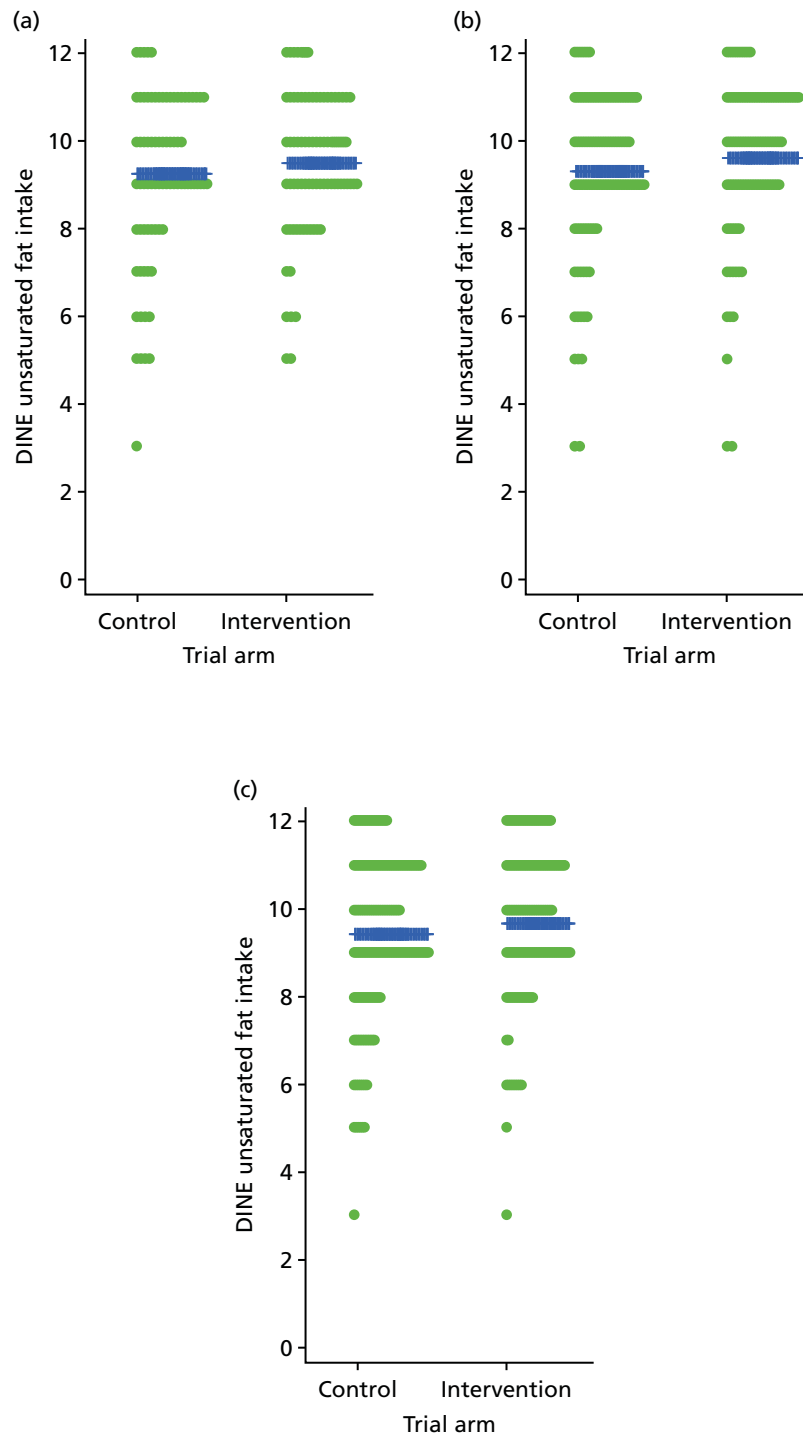 (a)
12
10
8
6
4
2
0
DINE unsaturated fat intake
Control Intervention
Trial arm
(b)
12
10
8
6
4
2
0
DINE unsaturated fat intake
Control Intervention
Trial arm
(c)
12
10
8
6
4
2
0
DINE unsaturated fat intake
Control Intervention
Trial arm